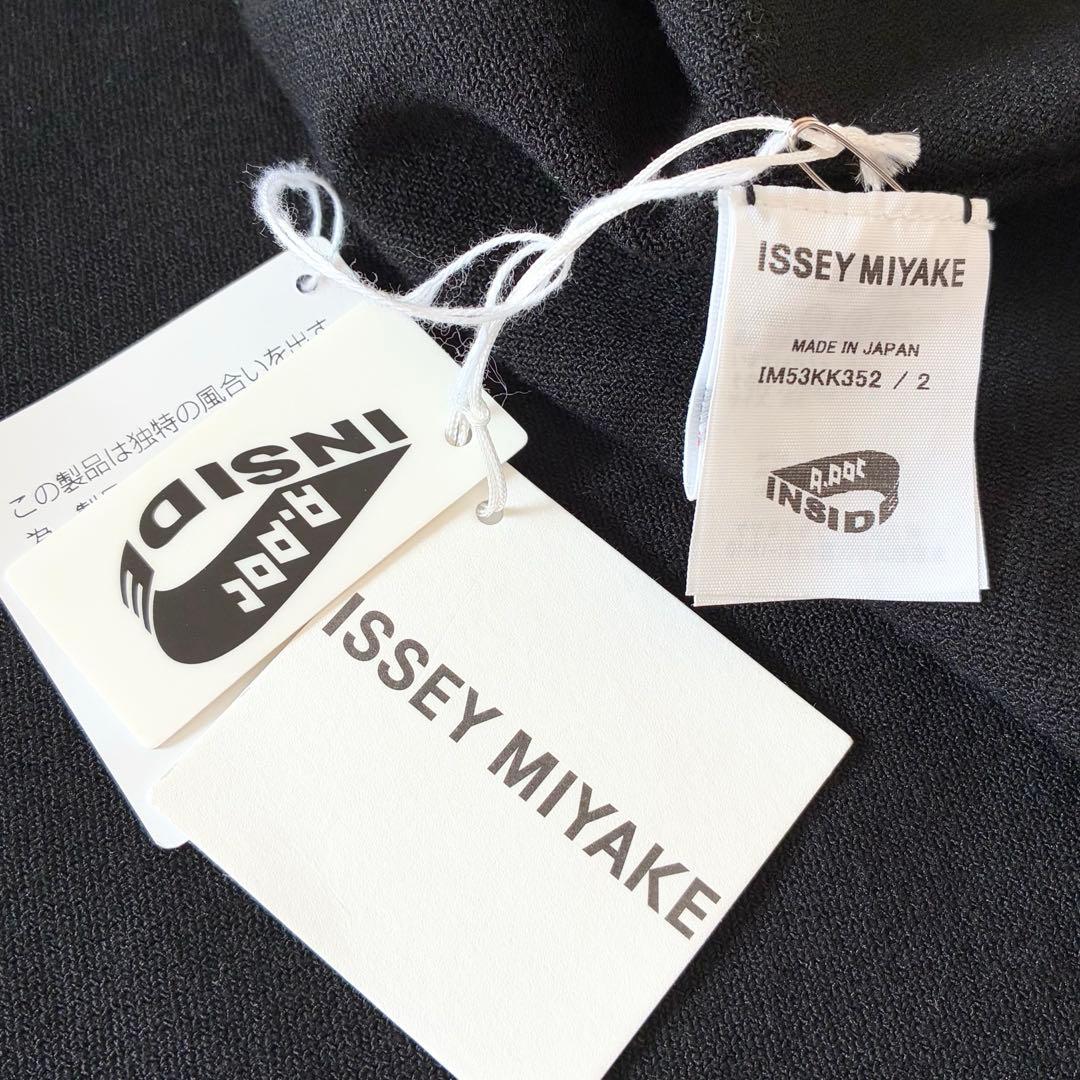 ISSEY MIYAKE
MADE IN JAPAN
IM53KK352 / 2
A.POC
INSIDE
この製品は独特の風合いを
INSIDE
A.POC
ISSEY MIYAKE